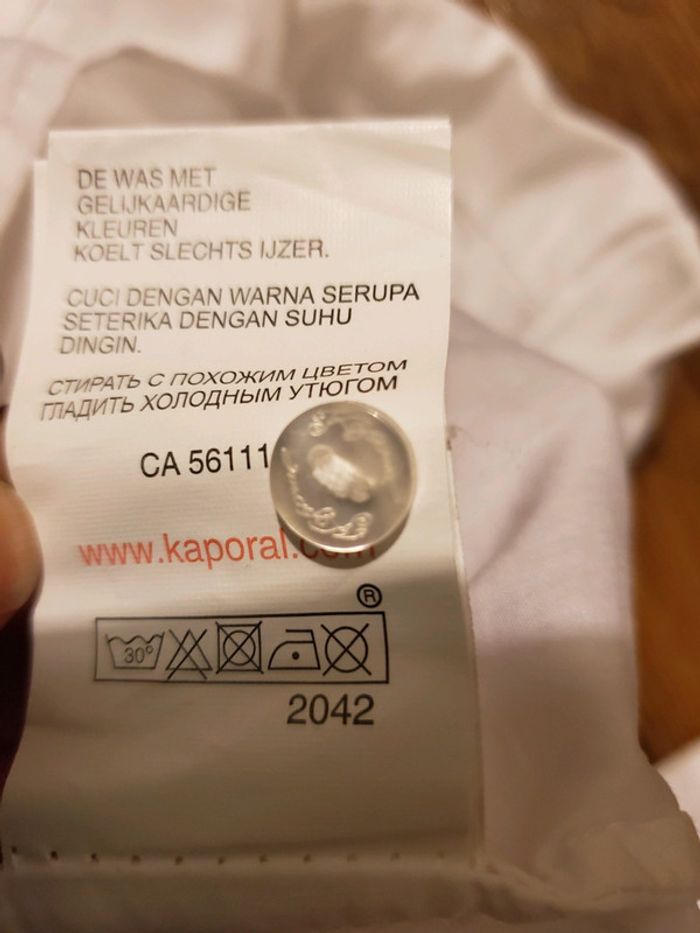 DE WAS MET
GELIJKAARDIGE
KLEUREN
KOELT SLECHTS IJZER.
CUCI DENGAN WARNA SERUPA
SETERIKA DENGAN SUHU
DINGIN.
СТИРАТЬ С ПОХОЖИМ ЦВЕТОМ
ГЛАДИТЬ ХОЛОДНЫМ УТЮГОМ
CA 56111
www.kaporal.com
®
30°
2042